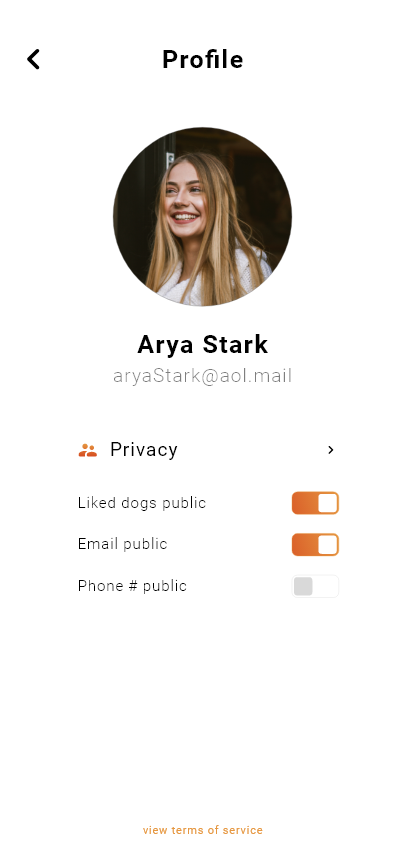 Profile
Arya Stark
aryaStark@aol.mail
Privacy
Liked dogs public
Email public
Phone # public
view terms of service